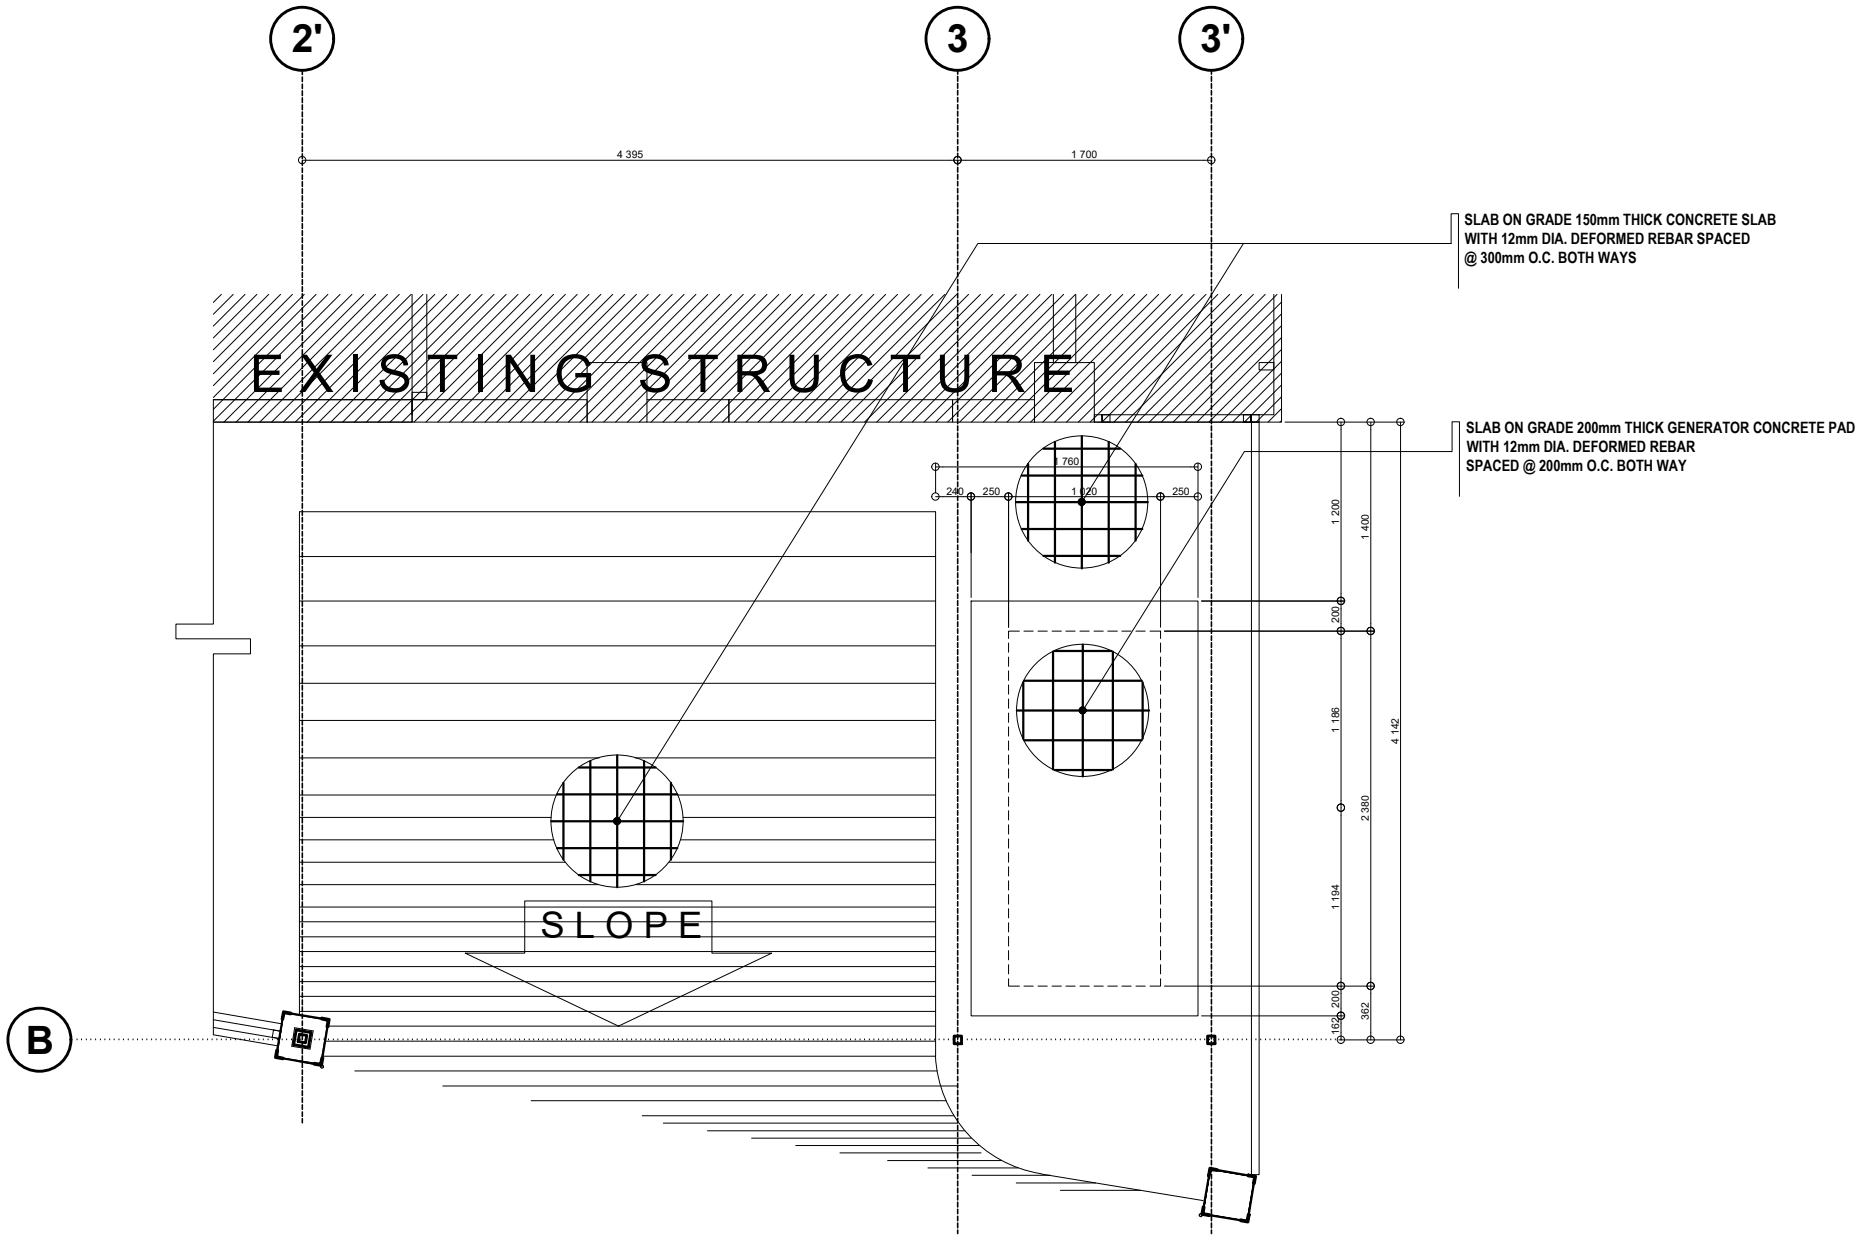 2'
3
3'
4 395
1 700
SLAB ON GRADE 150mm THICK CONCRETE SLAB
WITH 12mm DIA. DEFORMED REBAR SPACED
@ 300mm O.C. BOTH WAYS
EXISTING STRUCTURE
SLAB ON GRADE 200mm THICK GENERATOR CONCRETE PAD
WITH 12mm DIA. DEFORMED REBAR
SPACED @ 200mm O.C. BOTH WAY
1 760
240
250
1 020
250
1 200
1 400
200
1 186
4 142
2 380
1 194
SLOPE
200
362
162
B